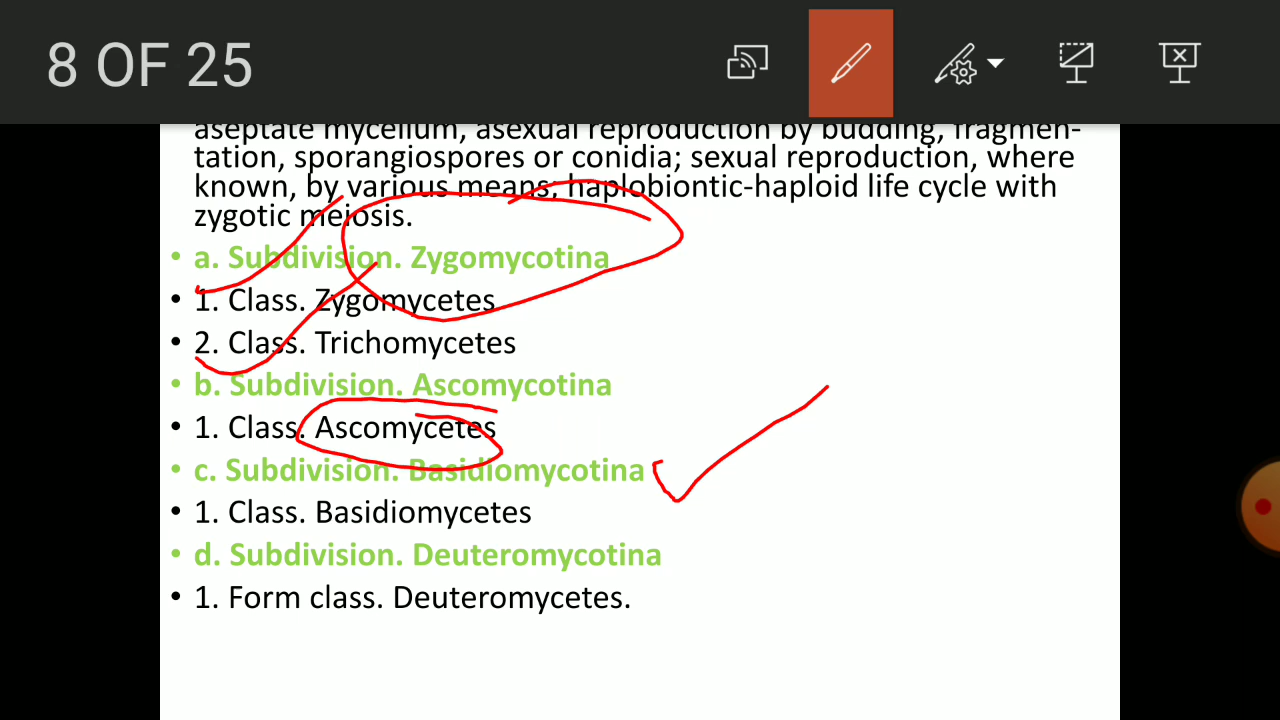 8 OF 25
aseptate mycelium, asexual reproduction by budding, fragmen-
tation, sporangiospores or conidia; sexual reproduction, where
known, by various means; haplobiontic-haploid life cycle with
zygotic meiosis.
• a. Subdivision. Zygomycotina
• 1. Class. Zygomycetes
• 2. Class. Trichomycetes
• b. Subdivision. Ascomycotina
• 1. Class. Ascomycetes
• c. Subdivision. Basidiomycotina
• 1. Class. Basidiomycetes
• d. Subdivision. Deuteromycotina
• 1. Form class. Deuteromycetes.